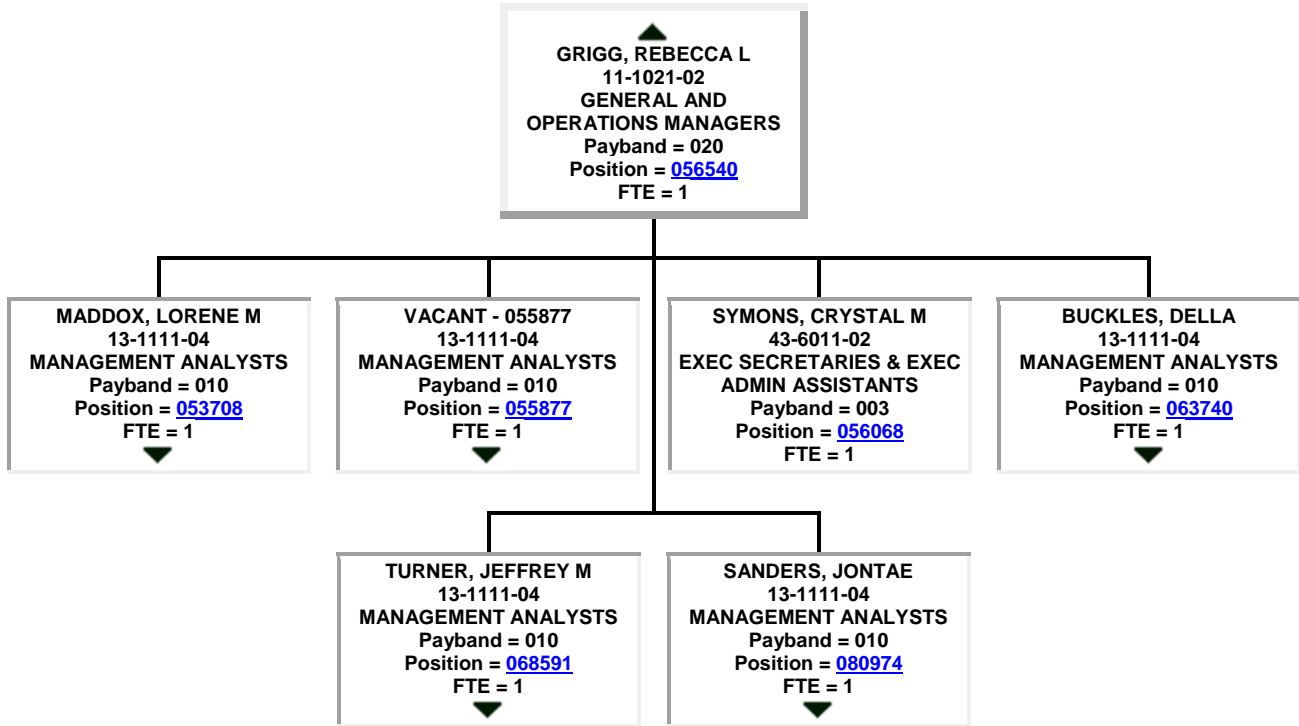 GRIGG, REBECCA L
11-1021-02
GENERAL AND
OPERATIONS MANAGERS
Payband = 020
Position = 056540
FTE = 1
MADDOX, LORENE M
13-1111-04
MANAGEMENT ANALYSTS
Payband = 010
Position = 053708
FTE = 1
VACANT - 055877
13-1111-04
MANAGEMENT ANALYSTS
Payband = 010
Position = 055877
FTE = 1
SYMONS, CRYSTAL M
43-6011-02
EXEC SECRETARIES & EXEC
ADMIN ASSISTANTS
Payband = 003
Position = 056068
FTE = 1
BUCKLES, DELLA
13-1111-04
MANAGEMENT ANALYSTS
Payband = 010
Position = 063740
FTE = 1
TURNER, JEFFREY M
13-1111-04
MANAGEMENT ANALYSTS
Payband = 010
Position = 068591
FTE = 1
SANDERS, JONTAE
13-1111-04
MANAGEMENT ANALYSTS
Payband = 010
Position = 080974
FTE = 1